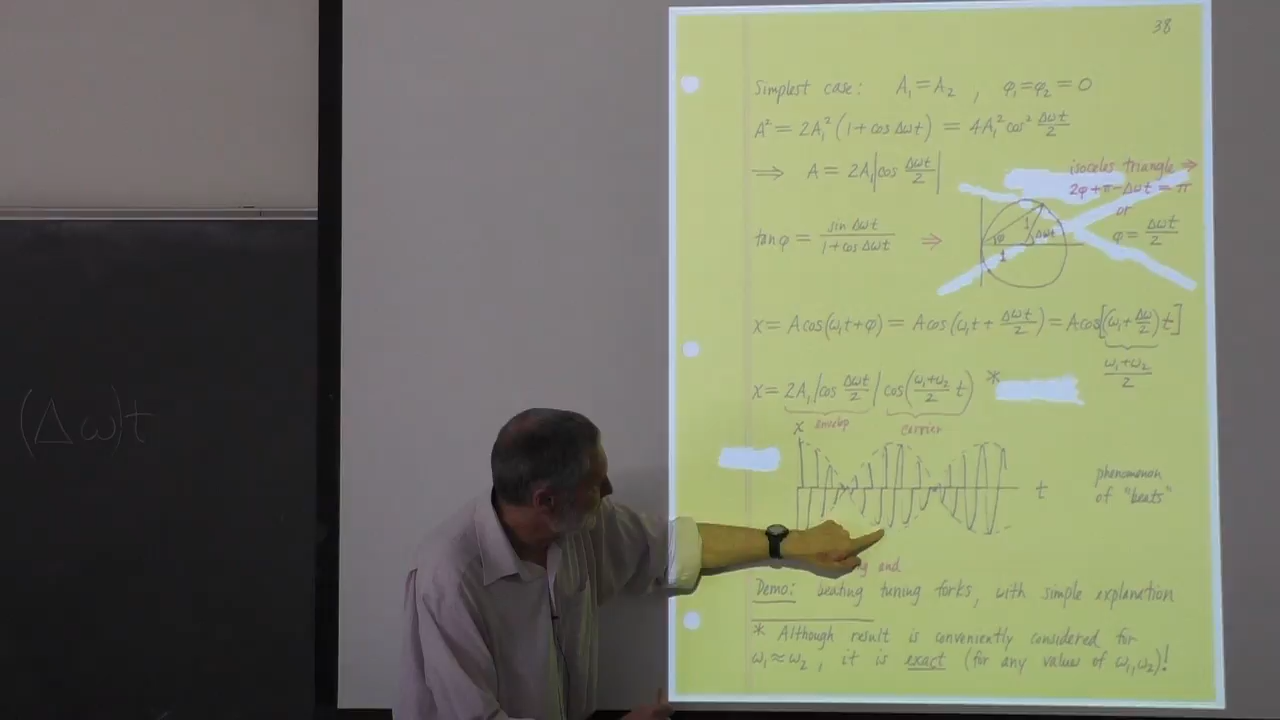 38
Simplest case: A₁ = A₂ , φ₁=φ₂ = 0
A² = 2A₁² (1 + cos Δωt) = 4A₁² cos² Δωt/2
⟹ A = 2A₁|cos Δωt/2|
isoceles triangle ⇒
2φ+π-Δωt = π
or
φ = Δωt/2
tan φ = sin Δωt / 1 + cos Δωt ⇒
1
φ
Δωt
1
x = A cos(ω₁t + φ) = A cos(ω₁t + Δωt/2) = A cos[(ω₁ + Δω/2)t]
ω₁+ω₂/2
x = 2A₁|cos Δωt/2| cos(ω₁+ω₂/2 t) *
envelop carrier
x
t
phenomenon
of "beats"
(Δω)t
and
Demo: beating tuning forks, with simple explanation
* Although result is conveniently considered for
ω₁≈ω₂, it is exact (for any value of ω₁,ω₂)!